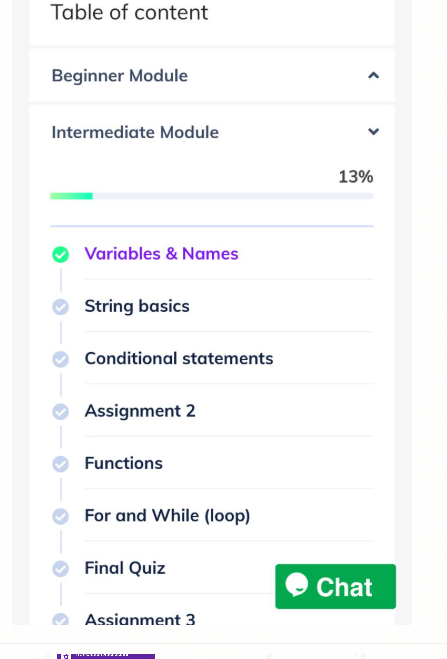 Table of content
Beginner Module
Intermediate Module
13%
Variables & Names
String basics
Conditional statements
Assignment 2
Functions
For and While (loop)
Final Quiz
Chat
Assignment 3